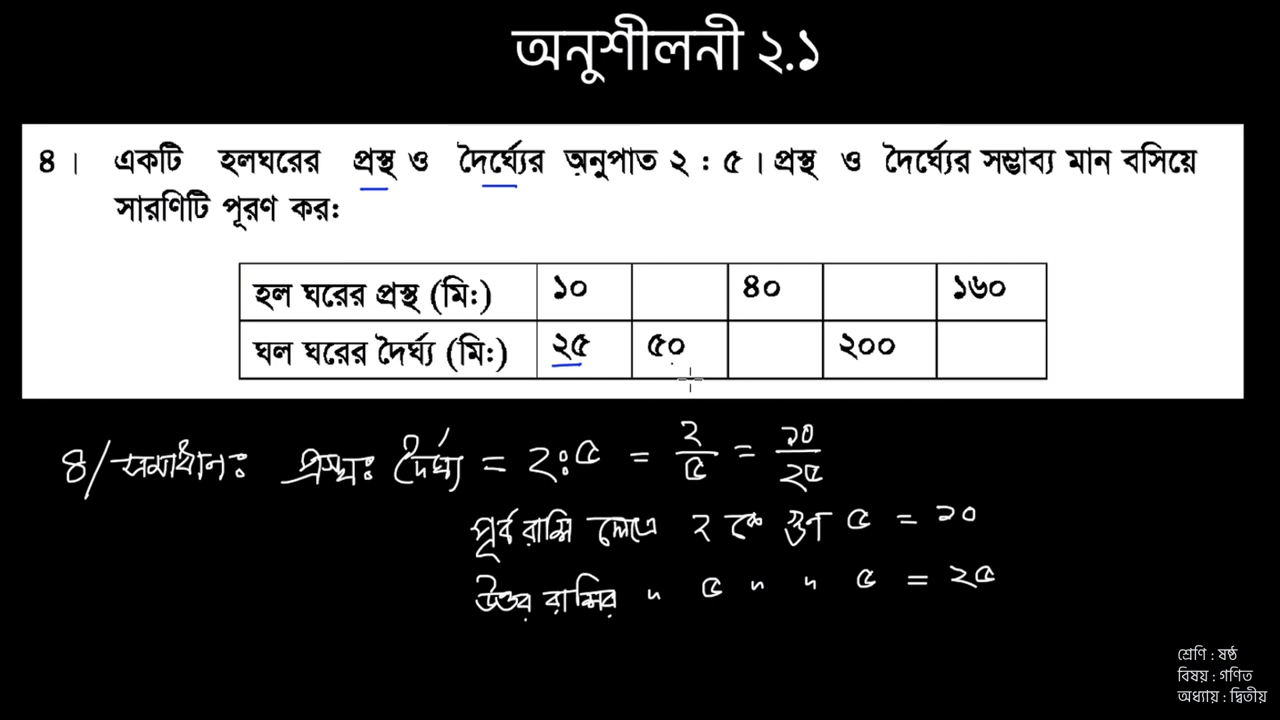 অনুশীলনী ২.১
৪। একটি হলঘরের প্রস্থ ও দৈর্ঘ্যের অনুপাত ২ : ৫। প্রস্থ ও দৈর্ঘ্যের সম্ভাব্য মান বসিয়ে
সারণিটি পূরণ কর:
হল ঘরের প্রস্থ (মি:) ১০ ৪০ ১৬০
ঘল ঘরের দৈর্ঘ্য (মি:) ২৫ ৫০ ২০০
৪/সমাধান: প্রস্থ: দৈর্ঘ্য = ২:৫ = ২/৫ = ১০/২৫
পূর্ব রাশি ক্ষেত্রে ২ কে গুণ ৫ = ১০
উত্তর রাশির " ৫ " " ৫ = ২৫
শ্রেণি : ষষ্ঠ
বিষয় : গণিত
অধ্যায় : দ্বিতীয়